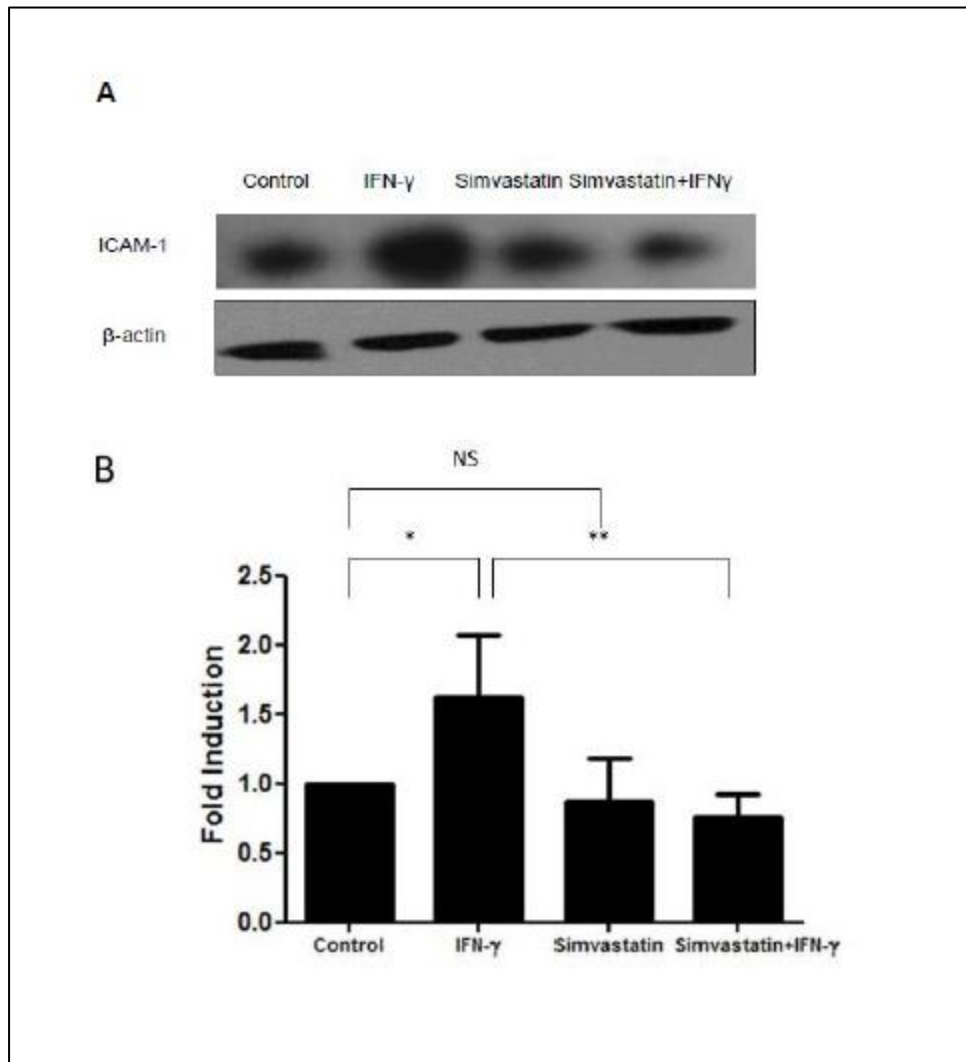 A
Control IFN-γ Simvastatin Simvastatin+IFNγ
ICAM-1
β-actin
B
NS
* **
2.5
2.0
1.5
1.0
0.5
0.0
Fold Induction
Control IFN-γ Simvastatin Simvastatin+IFN-γ